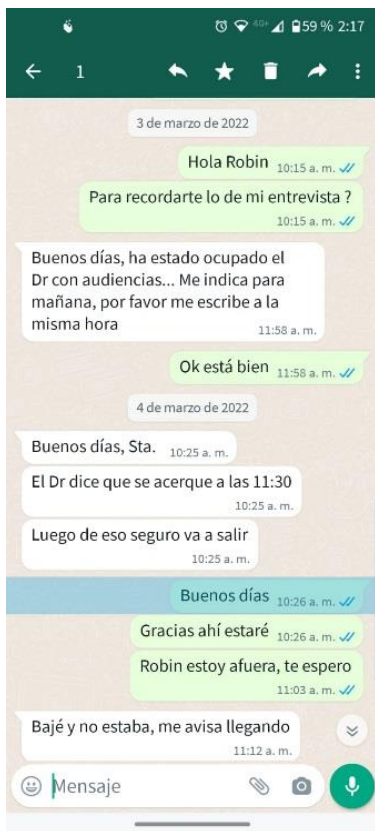 59 % 2:17
1
3 de marzo de 2022
Hola Robin 10:15 a. m.
Para recordarte lo de mi entrevista ?
10:15 a. m.
Buenos días, ha estado ocupado el
Dr con audiencias... Me indica para
mañana, por favor me escribe a la
misma hora
11:58 a. m.
Ok está bien 11:58 a. m.
4 de marzo de 2022
Buenos días, Sta. 10:25 a. m.
El Dr dice que se acerque a las 11:30
10:25 a. m.
Luego de eso seguro va a salir
10:25 a. m.
Buenos días 10:26 a. m.
Gracias ahí estaré 10:26 a. m.
Robin estoy afuera, te espero
11:03 a. m.
Bajé y no estaba, me avisa llegando
11:12 a. m.
Mensaje